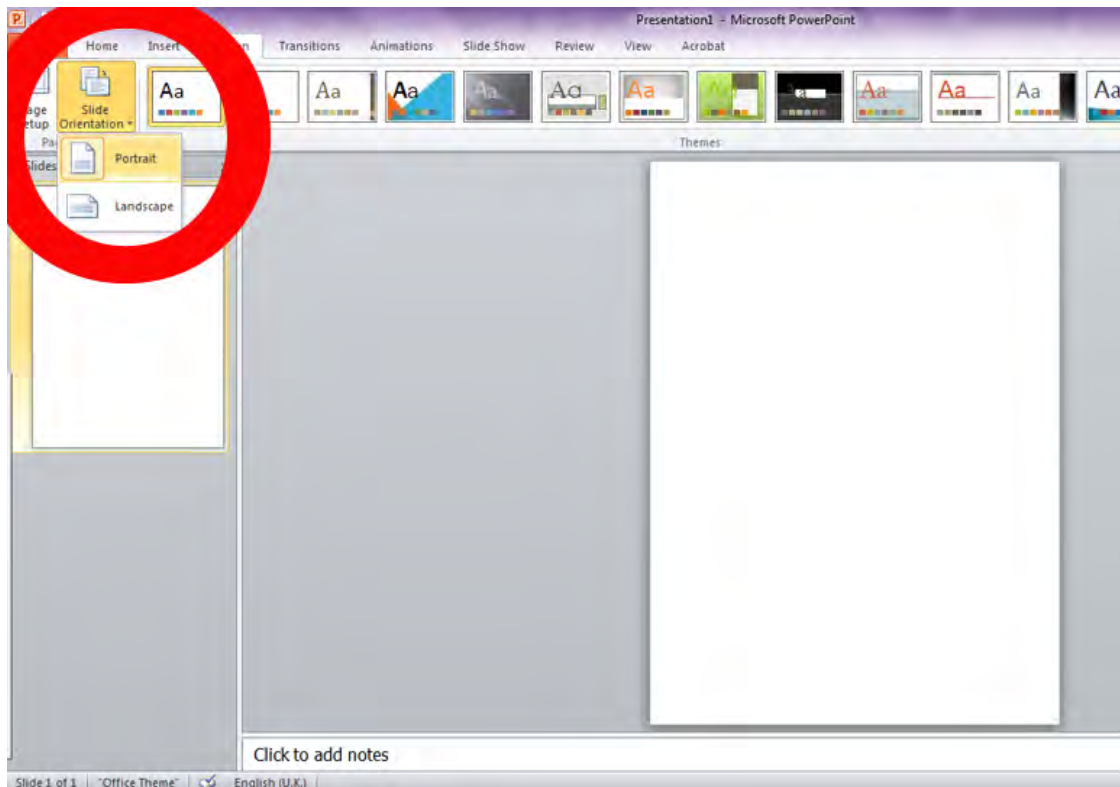 Presentation1 - Microsoft PowerPoint
Home Insert Transitions Animations Slide Show Review View Acrobat
Aa Aa Aa Aa Aa Aa Aa Aa Aa Aa Aa
Slide
Orientation
Themes
Slides
Portrait
Landscape
Click to add notes
Slide 1 of 1 "Office Theme" English (U.K.)